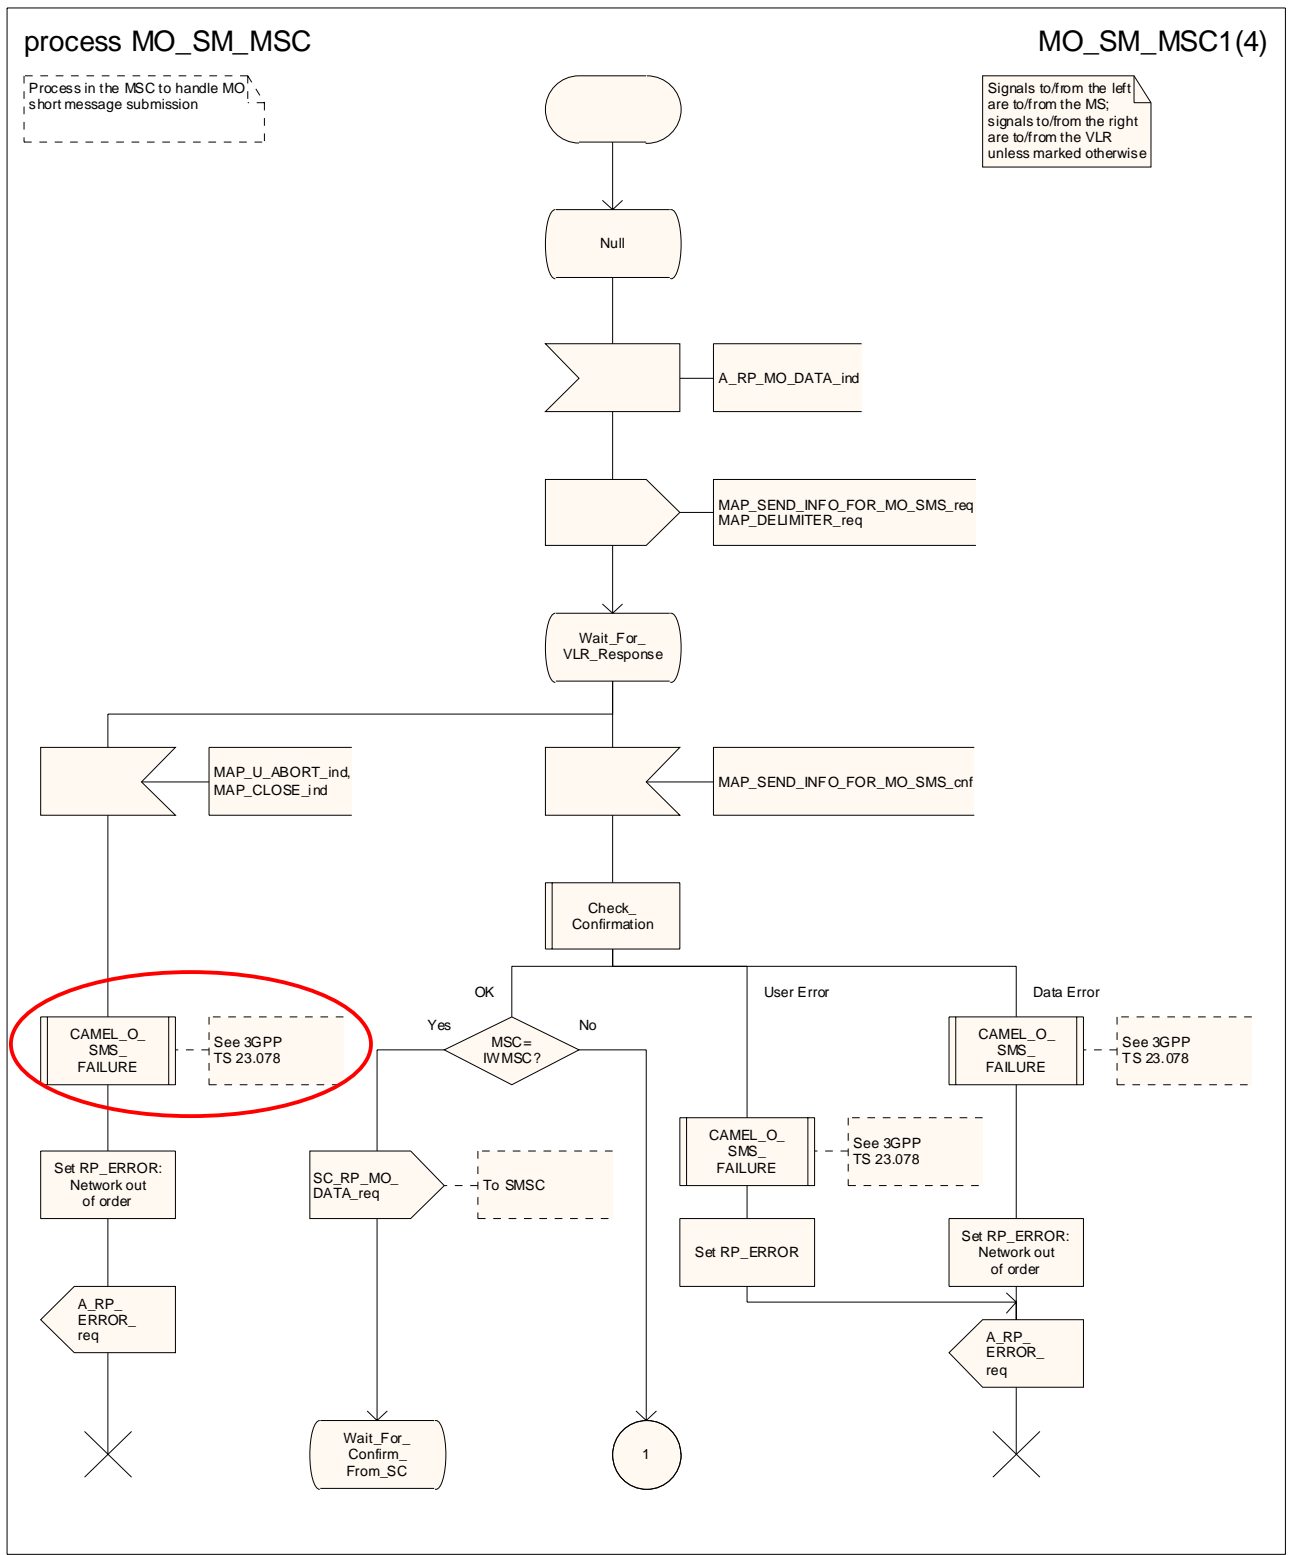 process MO_SM_MSC
MO_SM_MSC1(4)
Process in the MSC to handle MO
short message submission
Signals to/from the left
are to/from the MS;
signals to/from the right
are to/from the VLR
unless marked otherwise
Null
A_RP_MO_DATA_ind
MAP_SEND_INFO_FOR_MO_SMS_req
MAP_DELIMITER_req
Wait_For_
VLR_Response
MAP_U_ABORT_ind,
MAP_CLOSE_ind
MAP_SEND_INFO_FOR_MO_SMS_cnf
Check_
Confirmation
OK
User Error
Data Error
Yes
No
CAMEL_O_
SMS_
FAILURE
See 3GPP
TS 23.078
MSC=
IWMSC?
CAMEL_O_
SMS_
FAILURE
See 3GPP
TS 23.078
CAMEL_O_
SMS_
FAILURE
See 3GPP
TS 23.078
Set RP_ERROR:
Network out
of order
SC_RP_MO_
DATA_req
To SMSC
Set RP_ERROR
Set RP_ERROR:
Network out
of order
A_RP_
ERROR_
req
A_RP_
ERROR_
req
Wait_For_
Confirm_
From_SC
1